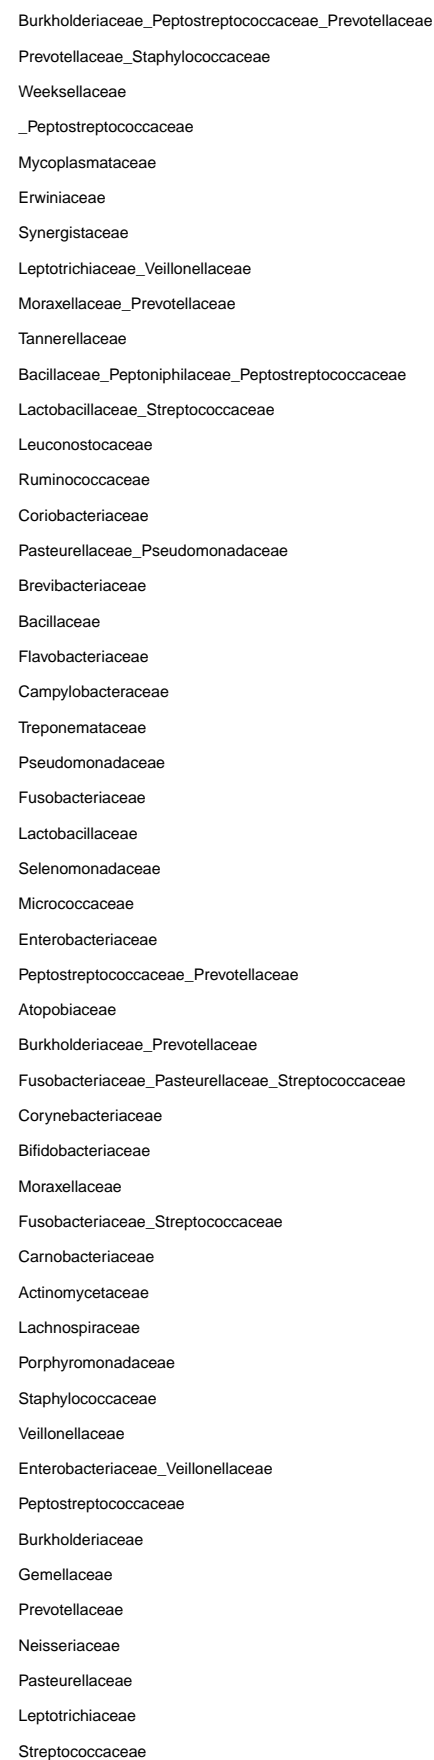 Burkholderiaceae_Peptostreptococcaceae_Prevotellaceae
Prevotellaceae_Staphylococcaceae
Weeksellaceae
_Peptostreptococcaceae
Mycoplasmataceae
Erwiniaceae
Synergistaceae
Leptotrichiaceae_Veillonellaceae
Moraxellaceae_Prevotellaceae
Tannerellaceae
Bacillaceae_Peptoniphilaceae_Peptostreptococcaceae
Lactobacillaceae_Streptococcaceae
Leuconostocaceae
Ruminococcaceae
Coriobacteriaceae
Pasteurellaceae_Pseudomonadaceae
Brevibacteriaceae
Bacillaceae
Flavobacteriaceae
Campylobacteraceae
Treponemataceae
Pseudomonadaceae
Fusobacteriaceae
Lactobacillaceae
Selenomonadaceae
Micrococcaceae
Enterobacteriaceae
Peptostreptococcaceae_Prevotellaceae
Atopobiaceae
Burkholderiaceae_Prevotellaceae
Fusobacteriaceae_Pasteurellaceae_Streptococcaceae
Corynebacteriaceae
Bifidobacteriaceae
Moraxellaceae
Fusobacteriaceae_Streptococcaceae
Carnobacteriaceae
Actinomycetaceae
Lachnospiraceae
Porphyromonadaceae
Staphylococcaceae
Veillonellaceae
Enterobacteriaceae_Veillonellaceae
Peptostreptococcaceae
Burkholderiaceae
Gemellaceae
Prevotellaceae
Neisseriaceae
Pasteurellaceae
Leptotrichiaceae
Streptococcaceae